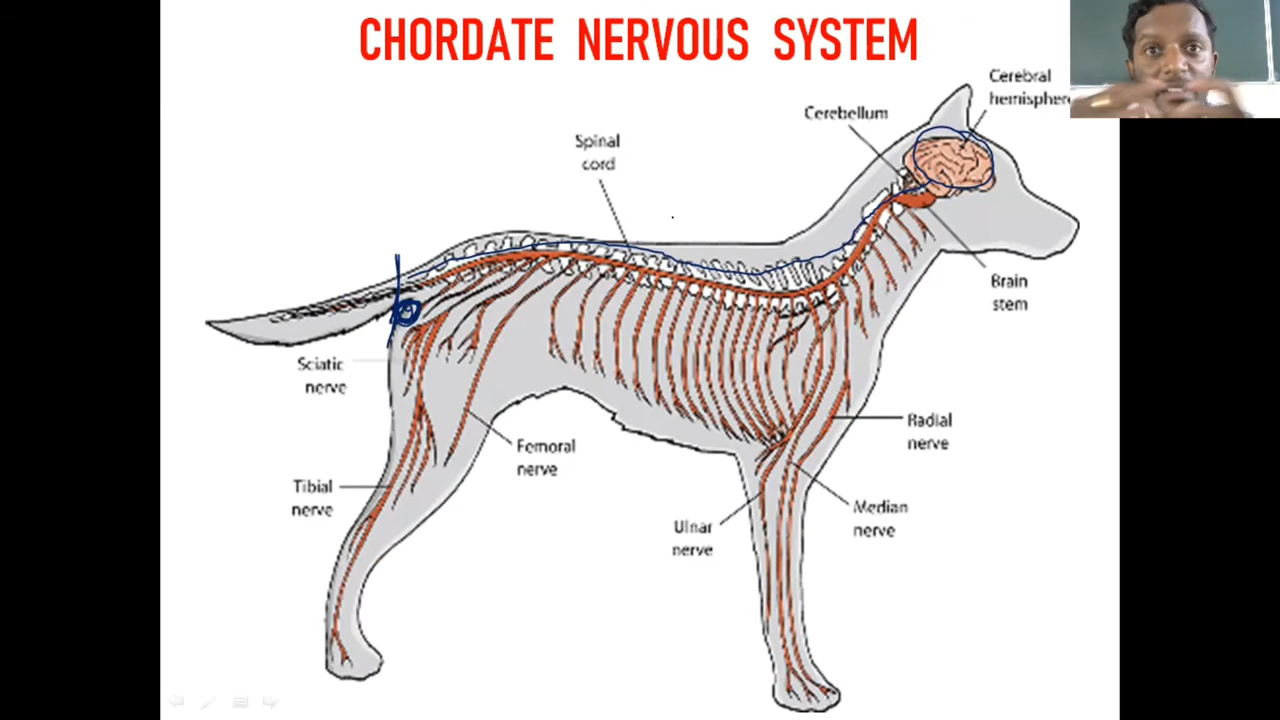 CHORDATE NERVOUS SYSTEM
Cerebral
hemisphere
Cerebellum
Spinal
cord
Brain
stem
Sciatic
nerve
Radial
nerve
Femoral
nerve
Tibial
nerve
Median
nerve
Ulnar
nerve